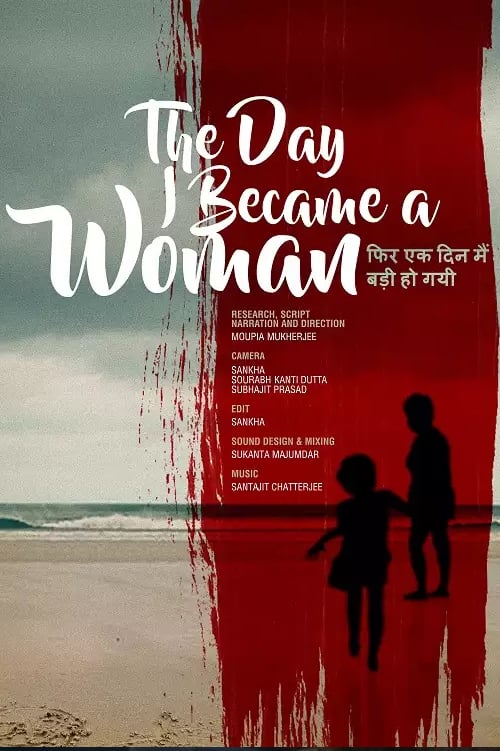 The Day
I Became a
Woman
फिर एक दिन मैं
बड़ी हो गयी
RESEARCH, SCRIPT
NARRATION AND DIRECTION
MOUPIA MUKHERJEE
CAMERA
SANKHA
SOURABH KANTI DUTTA
SUBHAJIT PRASAD
EDIT
SANKHA
SOUND DESIGN & MIXING
SUKANTA MAJUMDAR
MUSIC
SANTAJIT CHATTERJEE